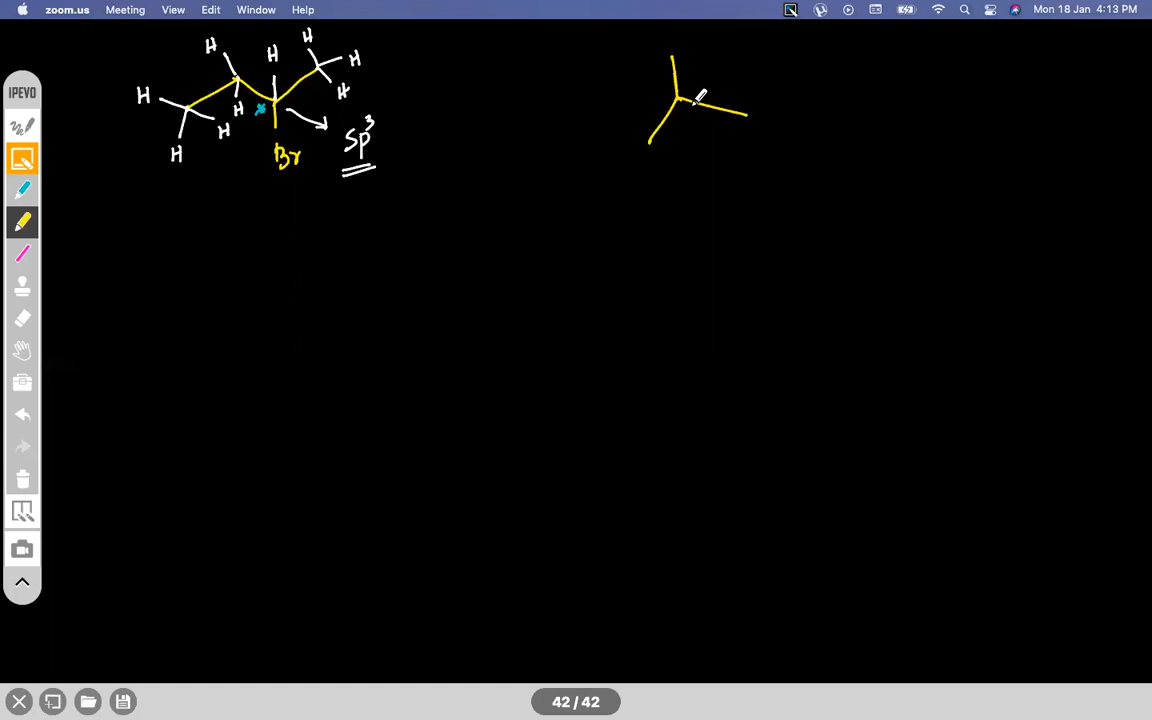 zoom.us Meeting View Edit Window Help Mon 18 Jan 4:13 PM
IPEVO
H H H
H H
H H H
H Br Sp³
42 / 42